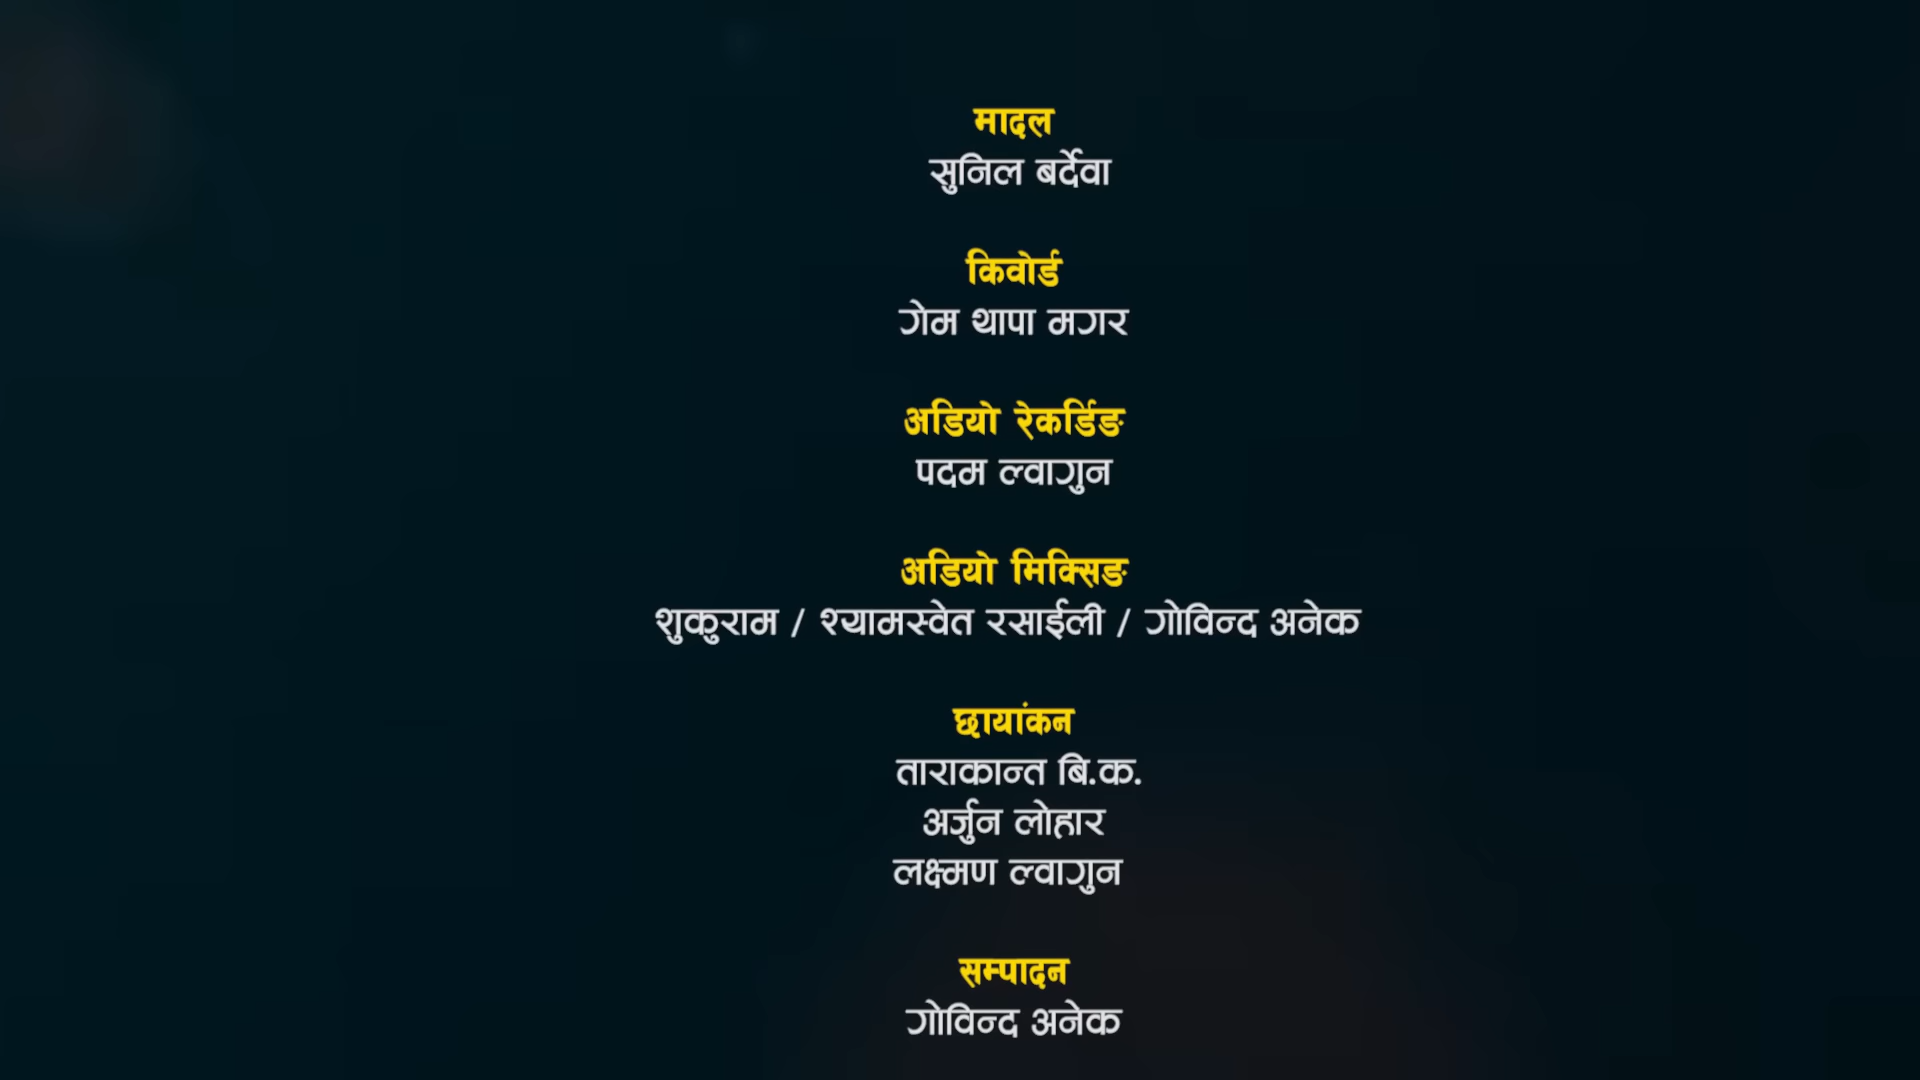 मादल
सुनिल बर्देवा
किवोर्ड
गेम थापा मगर
अडियो रेकर्डिङ
पदम ल्वागुन
अडियो मिक्सिङ
शुकुराम / श्यामस्वेत रसाईली / गोविन्द अनेक
छायांकन
ताराकान्त बि.क.
अर्जुन लोहार
लक्ष्मण ल्वागुन
सम्पादन
गोविन्द अनेक